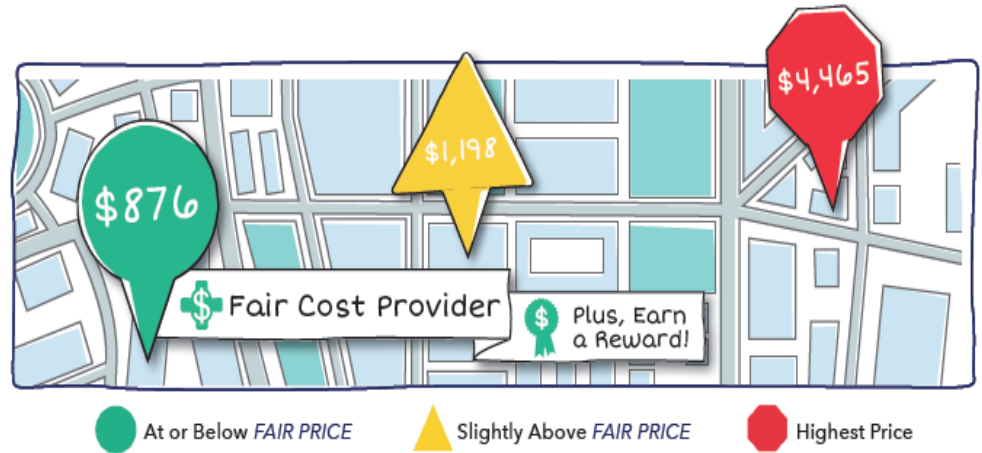 $4,465
$1,198
$876
$ Fair Cost Provider
$ Plus, Earn
a Reward!
At or Below FAIR PRICE
Slightly Above FAIR PRICE
Highest Price